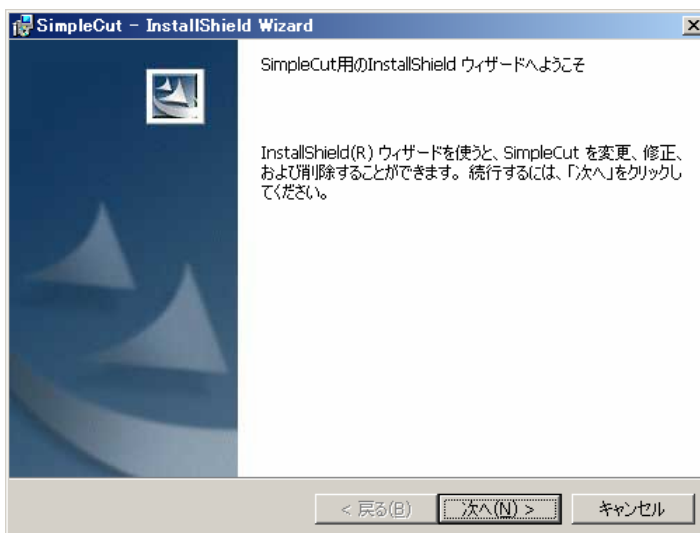 SimpleCut - InstallShield Wizard
SimpleCut用のInstallShield ウィザードへようこそ
InstallShield(R) ウィザードを使うと、SimpleCut を変更、修正、
および削除することができます。続行するには、「次へ」をクリックし
てください。
< 戻る(B)
次へ(N) >
キャンセル